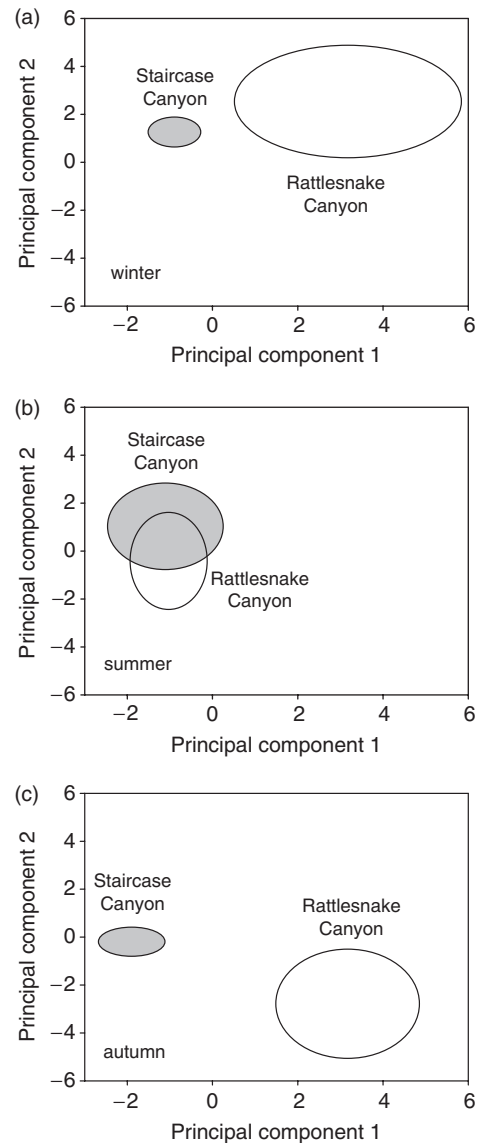 (a)
6
4
2
0
−2
−4
−6
Principal component 2
Staircase
Canyon
Rattlesnake
Canyon
winter
−2 0 2 4 6
Principal component 1
(b)
6
4
2
0
−2
−4
−6
Principal component 2
Staircase
Canyon
Rattlesnake
Canyon
summer
−2 0 2 4 6
Principal component 1
(c)
6
4
2
0
−2
−4
−6
Principal component 2
Staircase
Canyon
Rattlesnake
Canyon
autumn
−2 0 2 4 6
Principal component 1